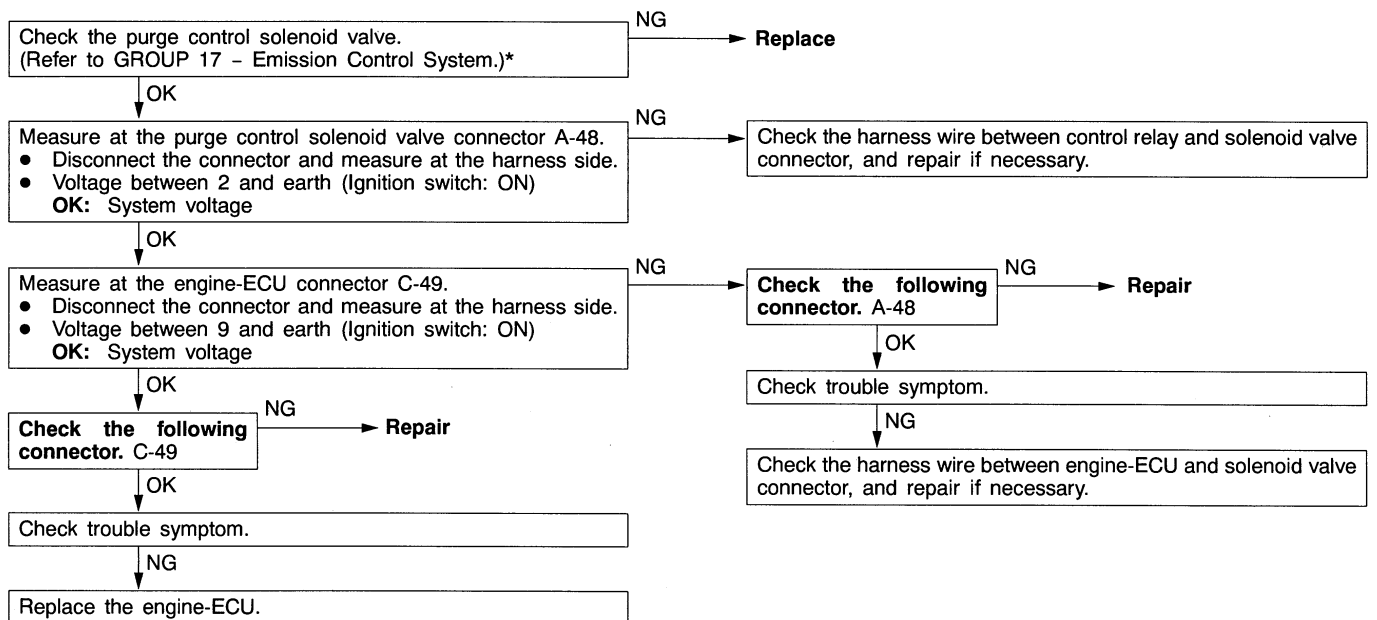 Check the purge control solenoid valve.
(Refer to GROUP 17 – Emission Control System.)*
NG
Replace
OK
Measure at the purge control solenoid valve connector A-48.
● Disconnect the connector and measure at the harness side.
● Voltage between 2 and earth (Ignition switch: ON)
OK: System voltage
NG
Check the harness wire between control relay and solenoid valve
connector, and repair if necessary.
OK
Measure at the engine-ECU connector C-49.
● Disconnect the connector and measure at the harness side.
● Voltage between 9 and earth (Ignition switch: ON)
OK: System voltage
NG
Check the following
connector. A-48
NG
Repair
OK
Check trouble symptom.
NG
Check the harness wire between engine-ECU and solenoid valve
connector, and repair if necessary.
OK
Check the following
connector. C-49
NG
Repair
OK
Check trouble symptom.
NG
Replace the engine-ECU.